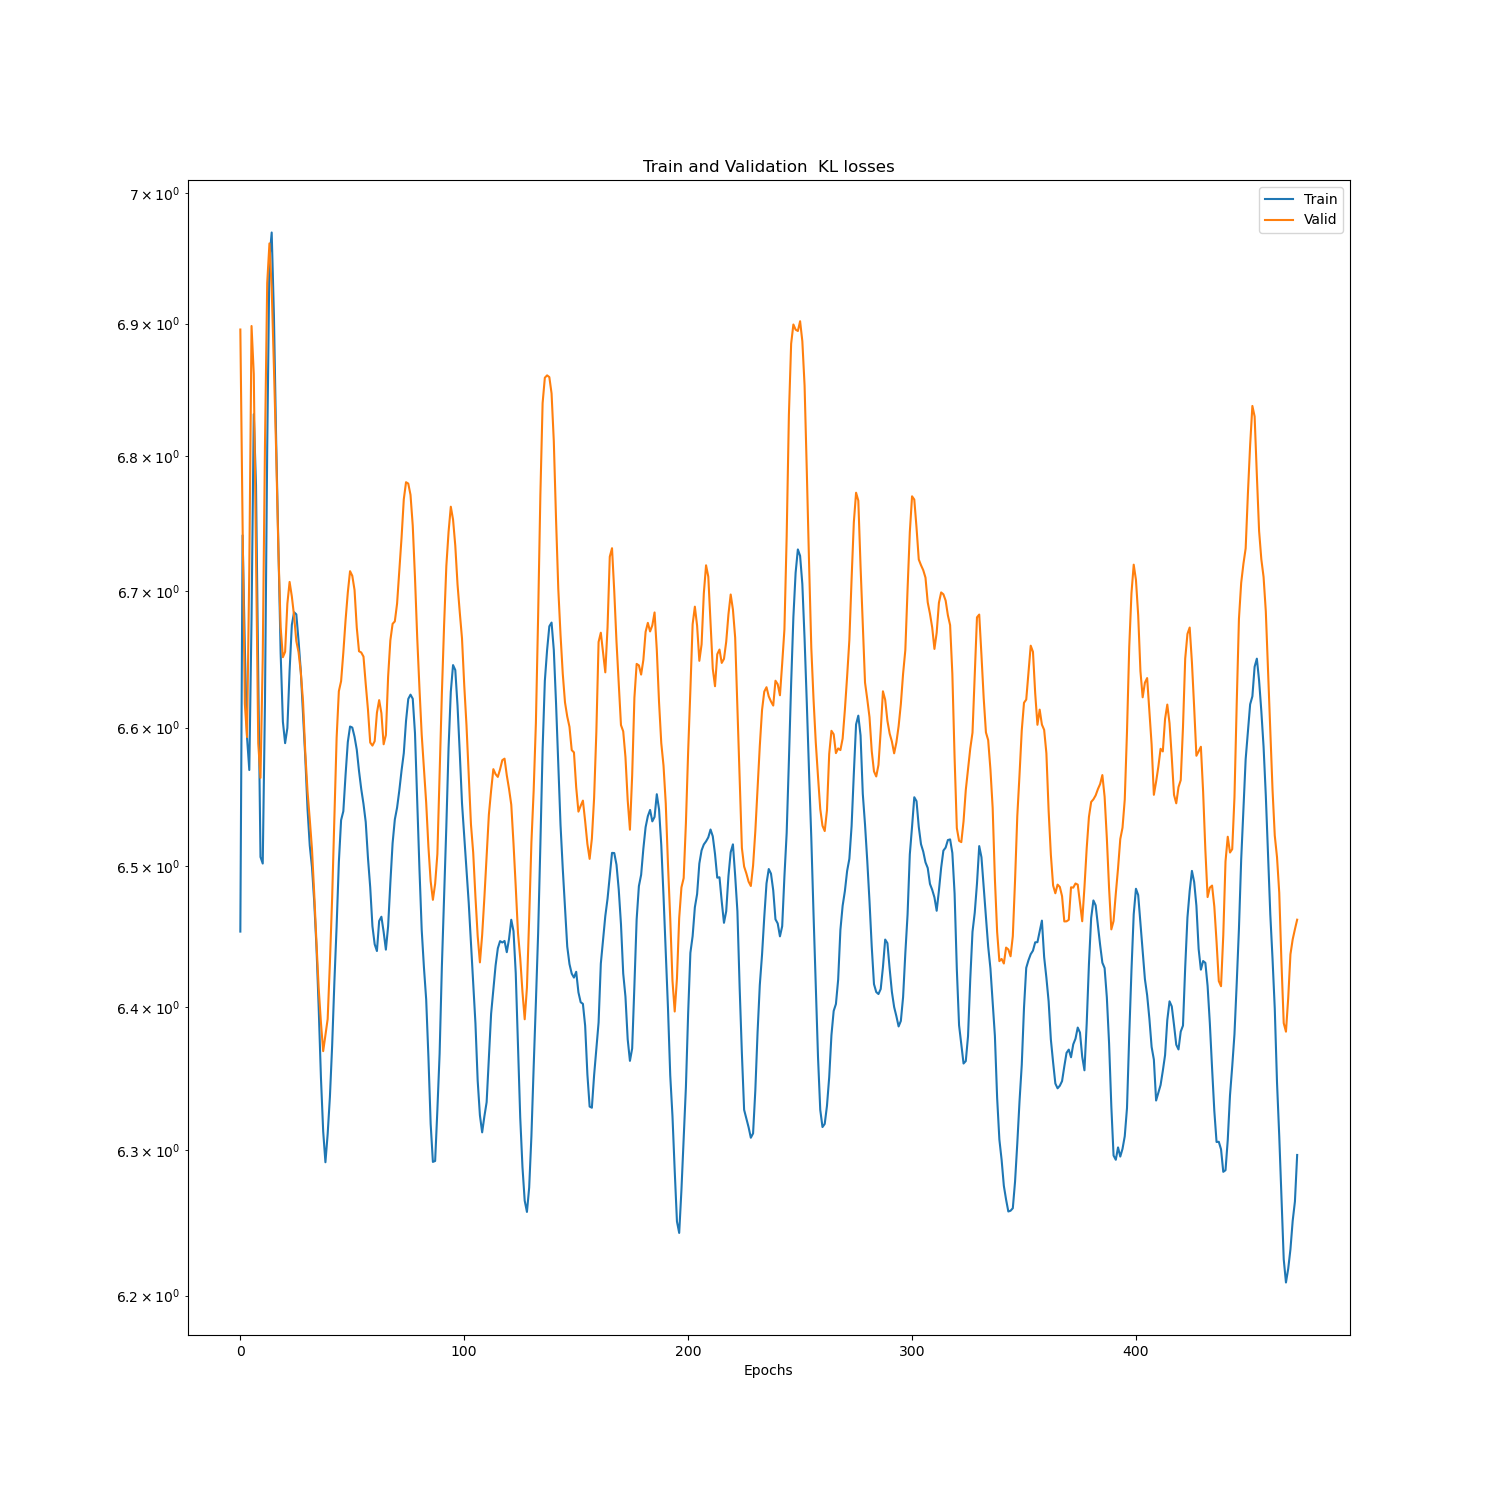 Train and Validation  KL losses
Train
Valid
7 × 10⁰
6.9 × 10⁰
6.8 × 10⁰
6.7 × 10⁰
6.6 × 10⁰
6.5 × 10⁰
6.4 × 10⁰
6.3 × 10⁰
6.2 × 10⁰
0 100 200 300 400
Epochs